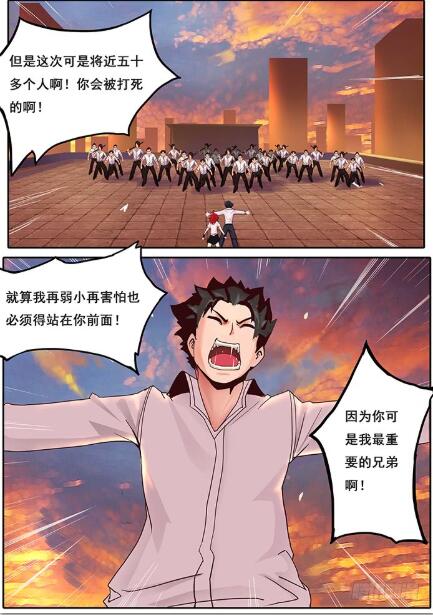 但是这次可是将近五十
多个人啊！你会被打死
的啊！
就算我再弱小再害怕也
必须得站在你前面！
因为你可
是我最重
要的兄弟
啊！